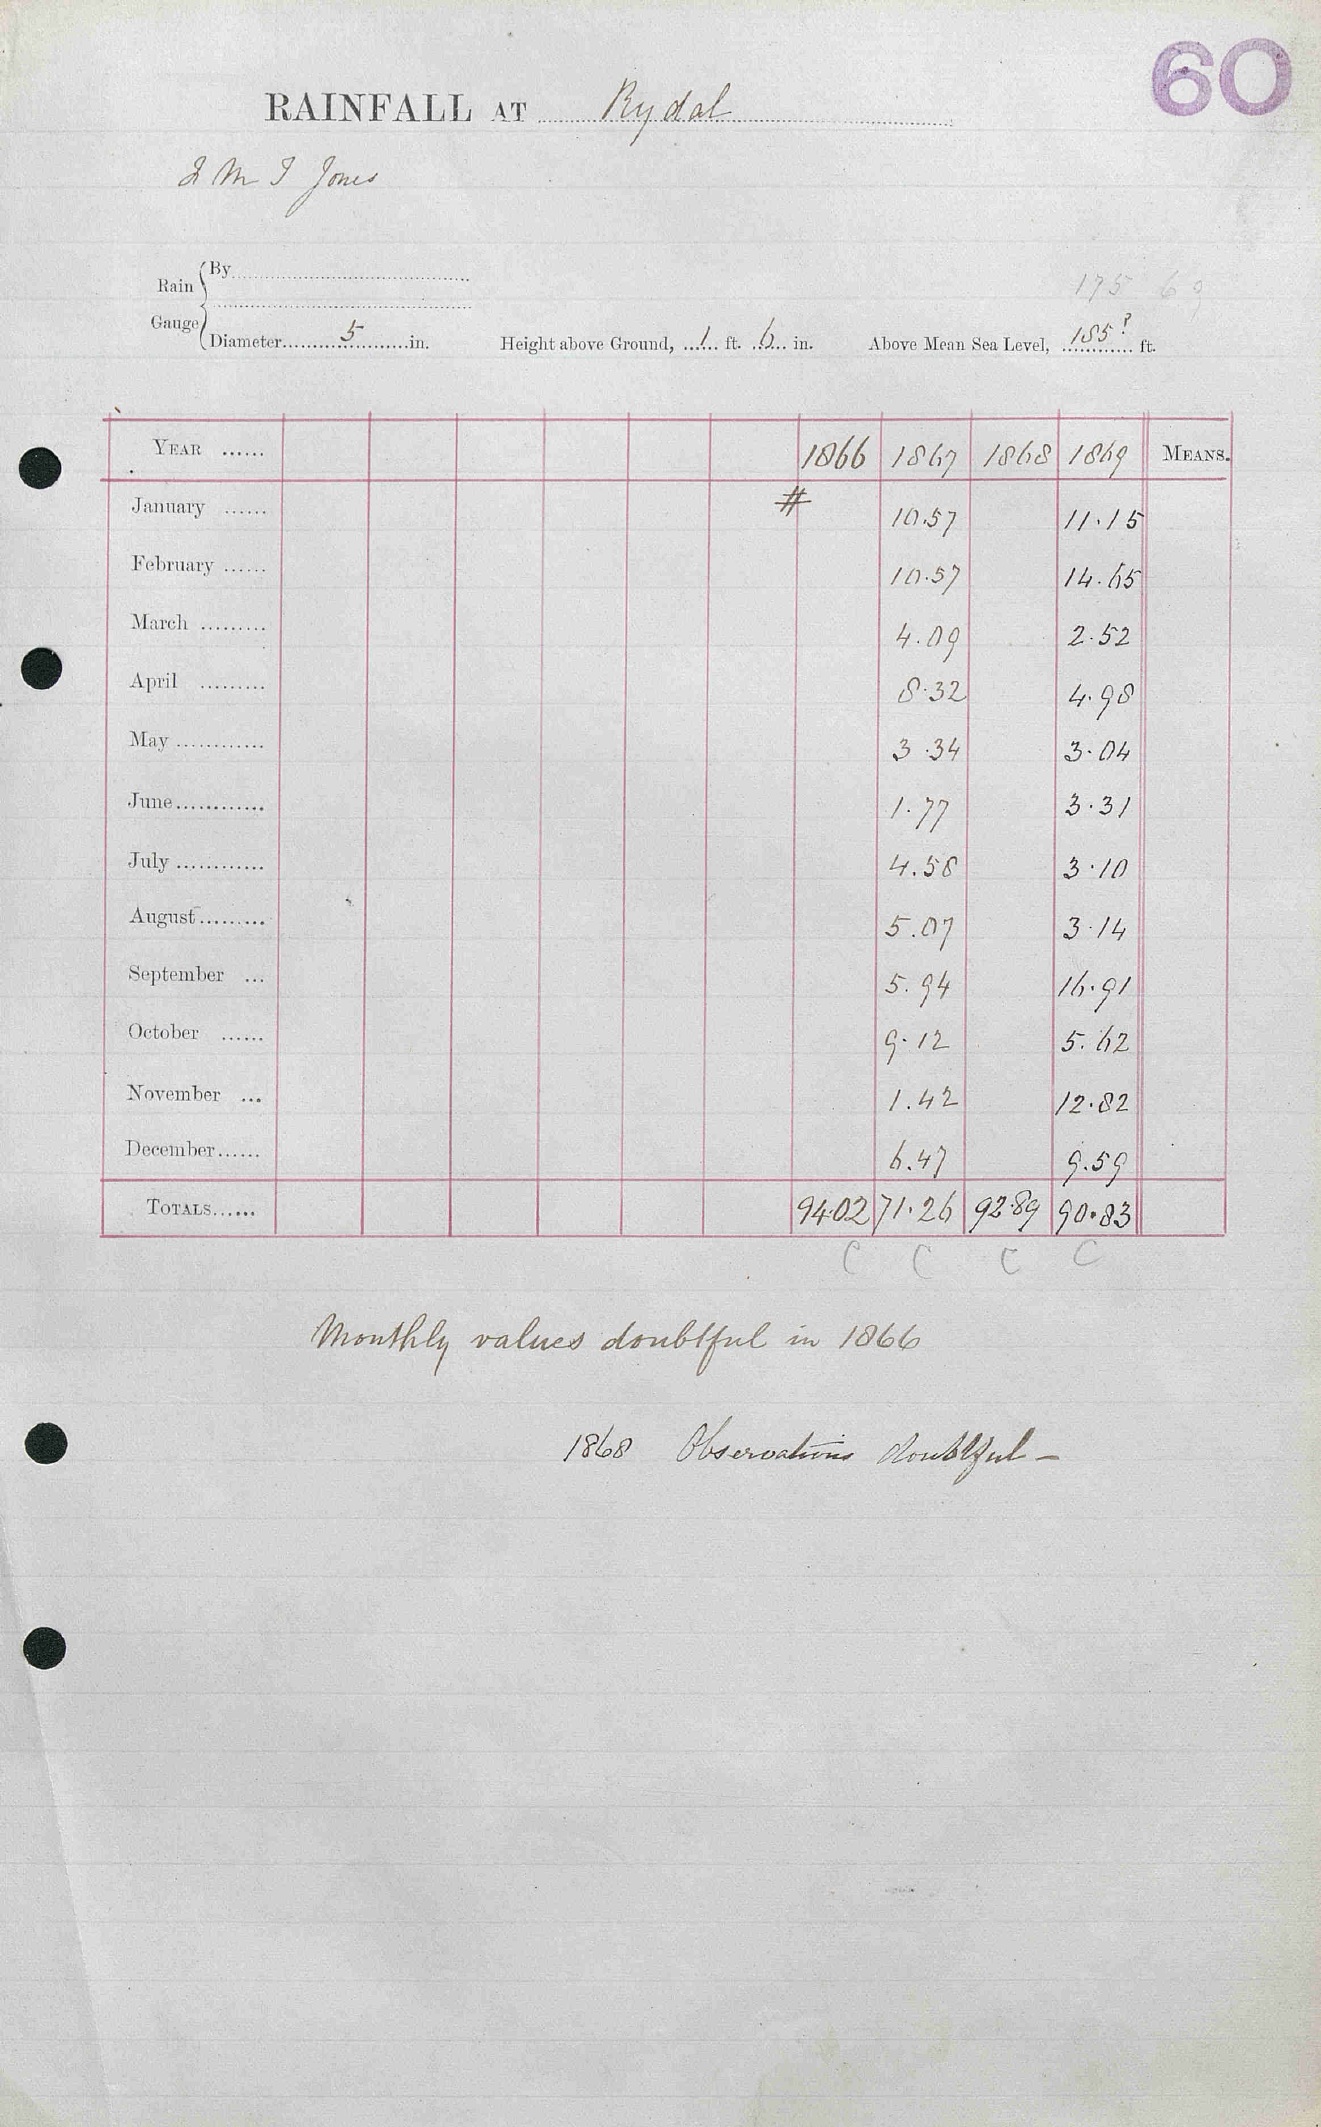 60
RAINFALL AT Rydal
J M J Jones
Rain Gauge
By
Diameter 5 in.
Height above Ground, 1 ft. 6 in.
175
Above Mean Sea Level, 185? ft.
YEAR ...... 1866 1867 1868 1869 MEANS.
#
January ...... 10.57 11.15
February ...... 10.57 14.65
March ......... 4.09 2.52
April ......... 8.32 4.98
May ............ 3.34 3.04
June ............ 1.77 3.31
July ............ 4.58 3.10
August ......... 5.07 3.14
September ... 5.94 16.91
October ...... 9.12 5.62
November ... 1.42 12.82
December ...... 6.47 9.59
TOTALS ...... 94.02 71.26 92.89 90.83
C C C C
Monthly values doubtful in 1866
1868 Observations doubtful –